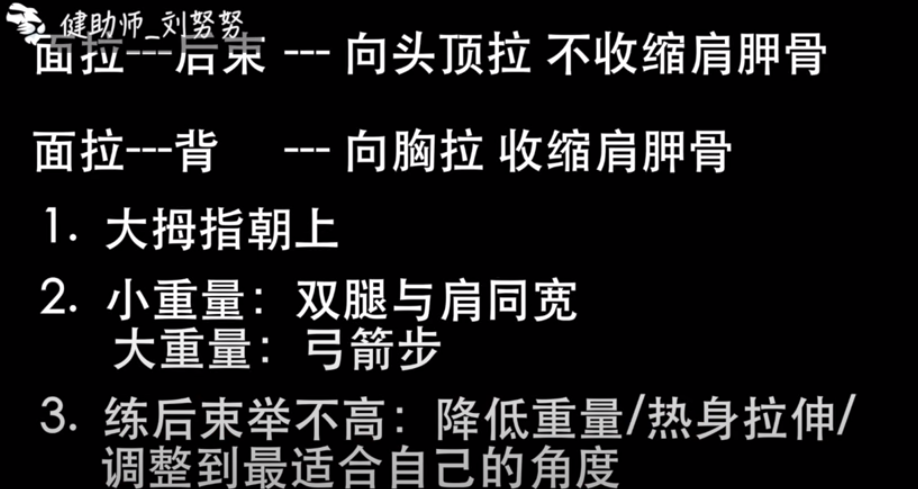 健助师_刘努努
面拉---后束 --- 向头顶拉 不收缩肩胛骨
面拉---背 --- 向胸拉 收缩肩胛骨
1. 大拇指朝上
2. 小重量：双腿与肩同宽
大重量：弓箭步
3. 练后束举不高：降低重量/热身拉伸/
调整到最适合自己的角度